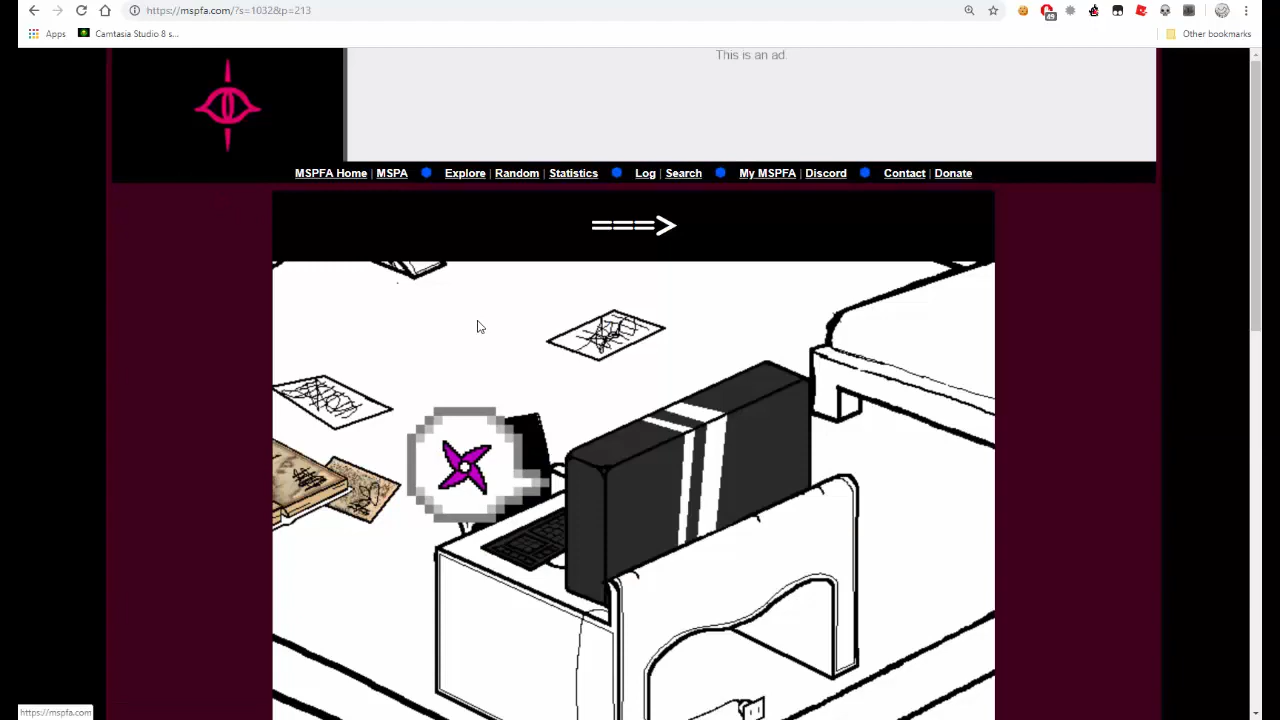 https://mspfa.com/?s=1032&p=213
49
Apps
Camtasia Studio 8 s...
Other bookmarks
This is an ad.
MSPFA Home | MSPA Explore | Random | Statistics Log | Search My MSPFA | Discord Contact | Donate
===>
https://mspfa.com